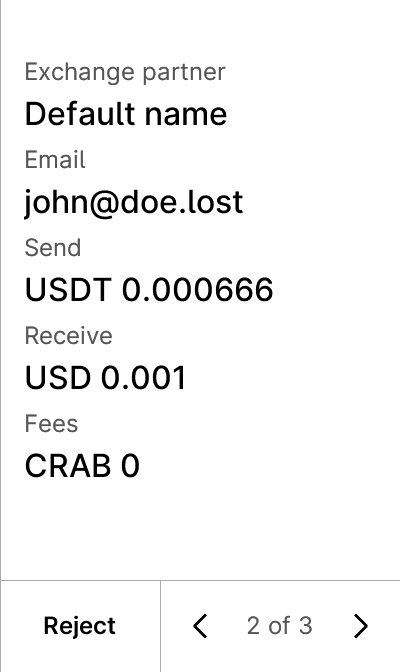 Exchange partner
Default name
Email
john@doe.lost
Send
USDT 0.000666
Receive
USD 0.001
Fees
CRAB 0
Reject
2 of 3